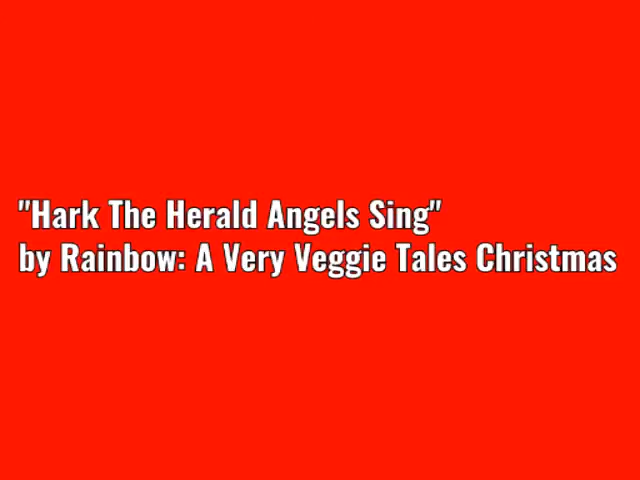 "Hark The Herald Angels Sing"
by Rainbow: A Very Veggie Tales Christmas